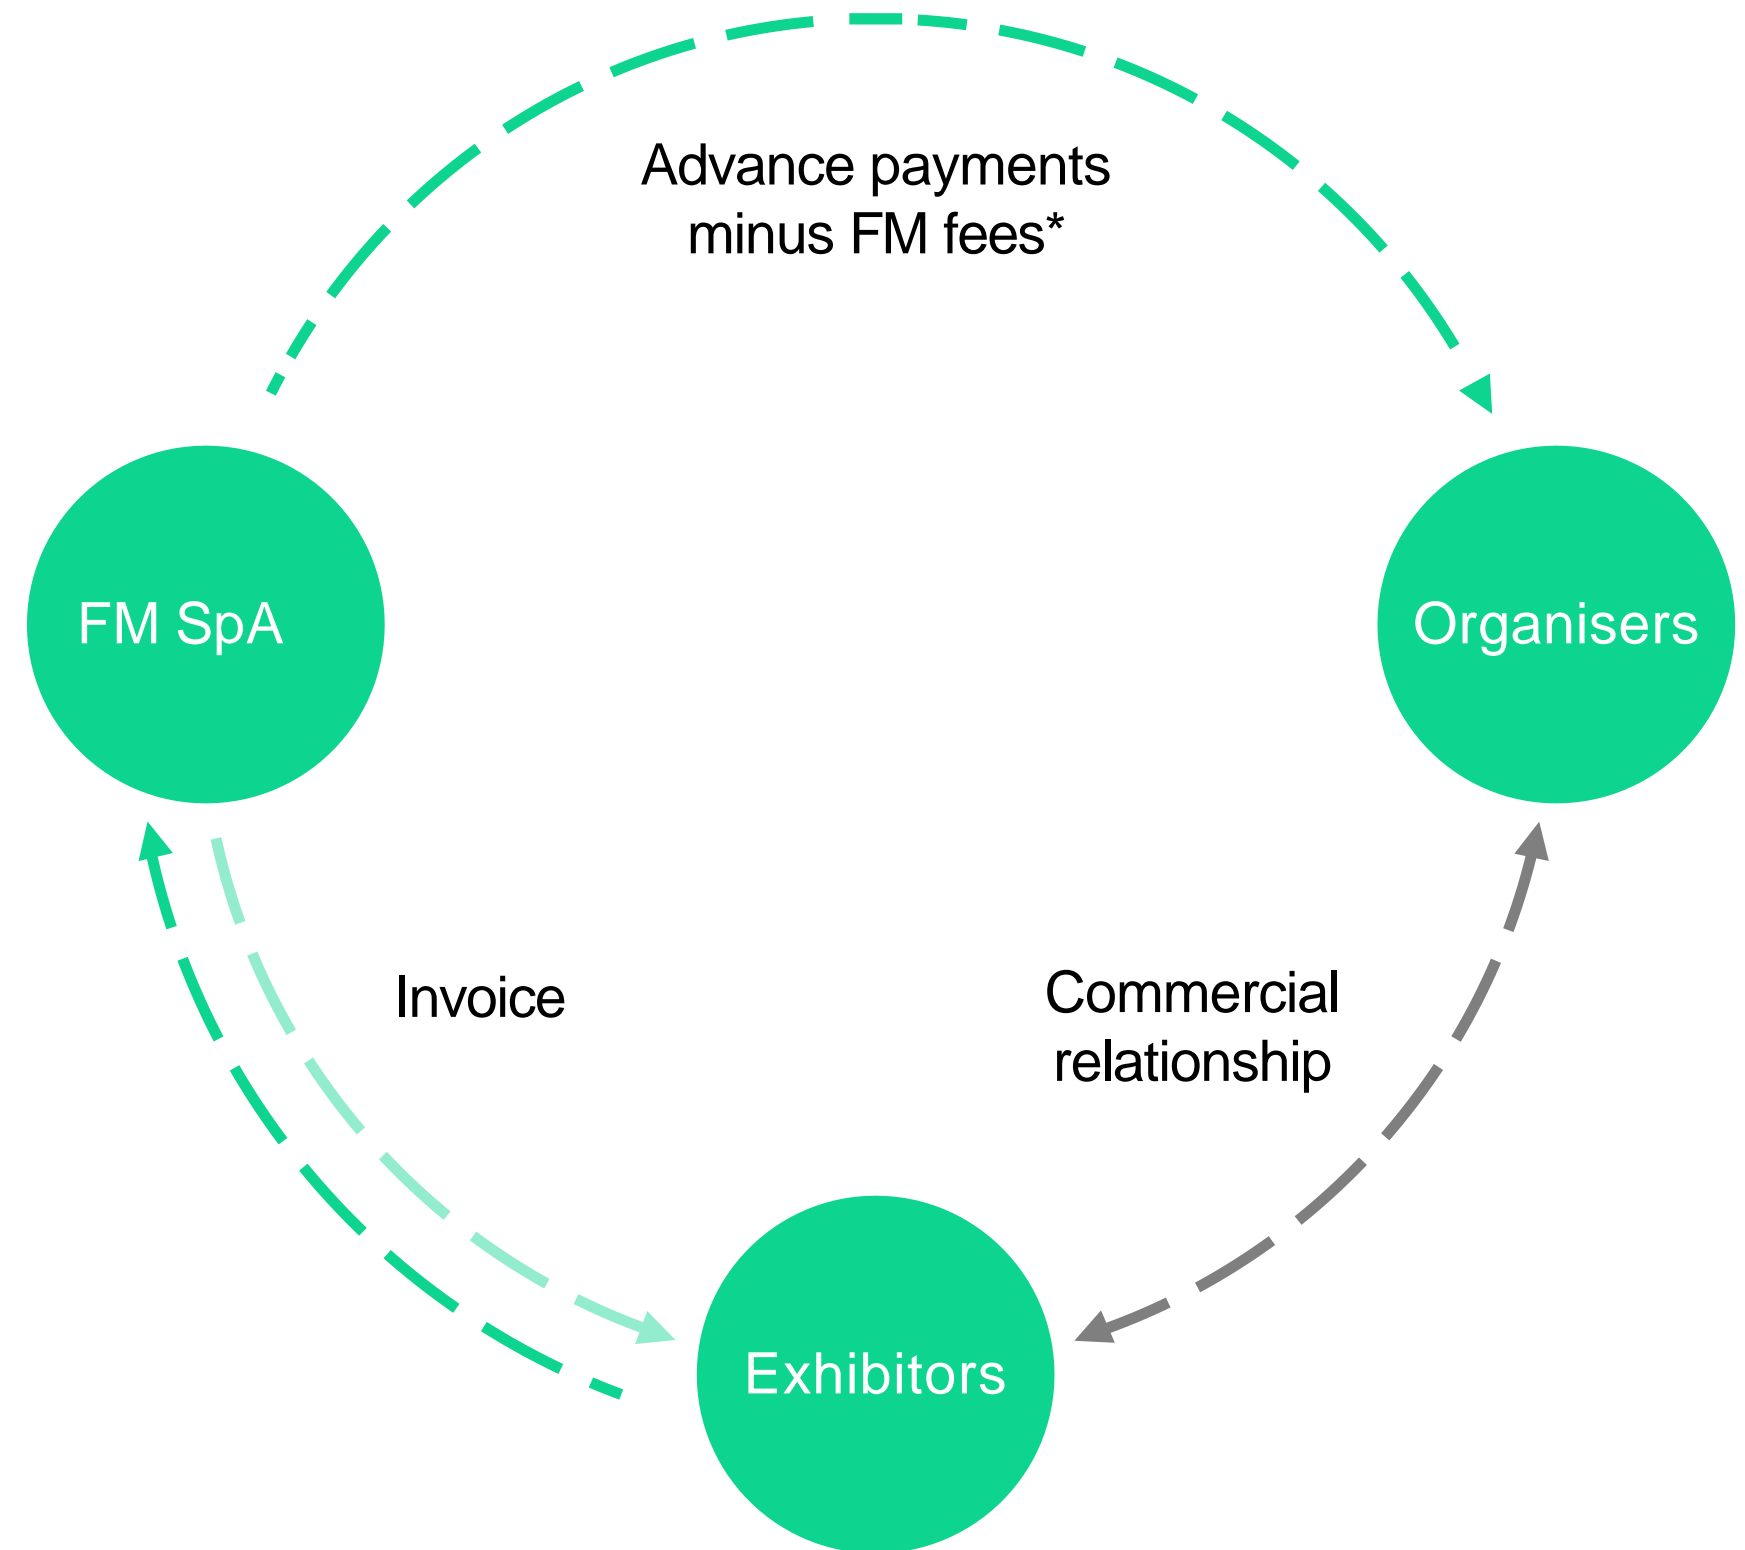 Advance payments
minus FM fees*
FM SpA
Organisers
Invoice
Commercial
relationship
Exhibitors